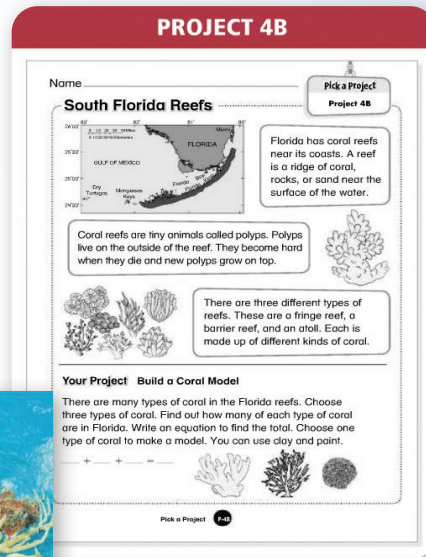 PROJECT 4B
Name
Pick a Project
Project 4B
South Florida Reefs
Miami
FLORIDA
GULF OF MEXICO
Dry
Tortugas
Marquesas
Keys
Florida
Florida has coral reefs
near its coasts. A reef
is a ridge of coral,
rocks, or sand near the
surface of the water.
Coral reefs are tiny animals called polyps. Polyps
live on the outside of the reef. They become hard
when they die and new polyps grow on top.
There are three different types of
reefs. These are a fringe reef, a
barrier reef, and an atoll. Each is
made up of different kinds of coral.
Your Project Build a Coral Model
There are many types of coral in the Florida reefs. Choose
three types of coral. Find out how many of each type of coral
are in Florida. Write an equation to find the total. Choose one
type of coral to make a model. You can use clay and paint.
+ + =
Pick a Project P-48